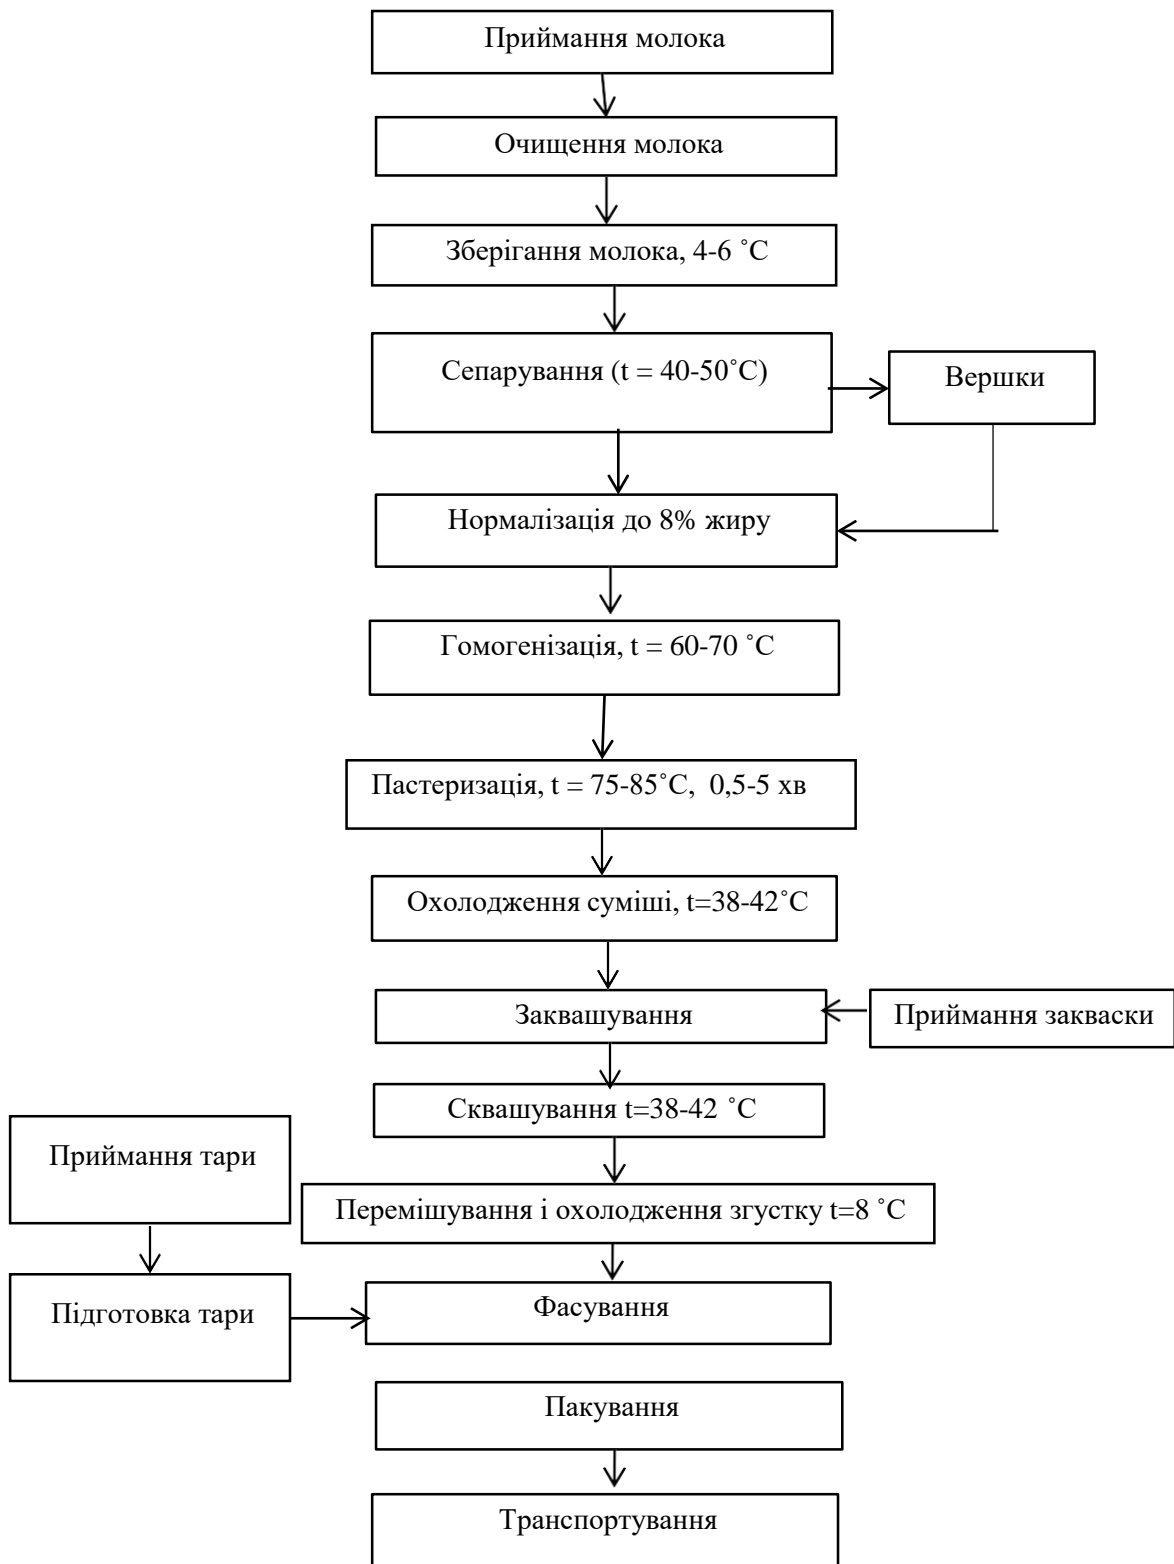 Приймання молока
Очищення молока
Зберігання молока, 4-6 ˚С
Сепарування (t = 40-50˚С)
Вершки
Нормалізація до 8% жиру
Гомогенізація, t = 60-70 ˚С
Пастеризація, t = 75-85˚С, 0,5-5 хв
Охолодження суміші, t=38-42˚С
Заквашування
Приймання закваски
Сквашування t=38-42 ˚С
Приймання тари
Перемішування і охолодження згустку t=8 ˚С
Підготовка тари
Фасування
Пакування
Транспортування